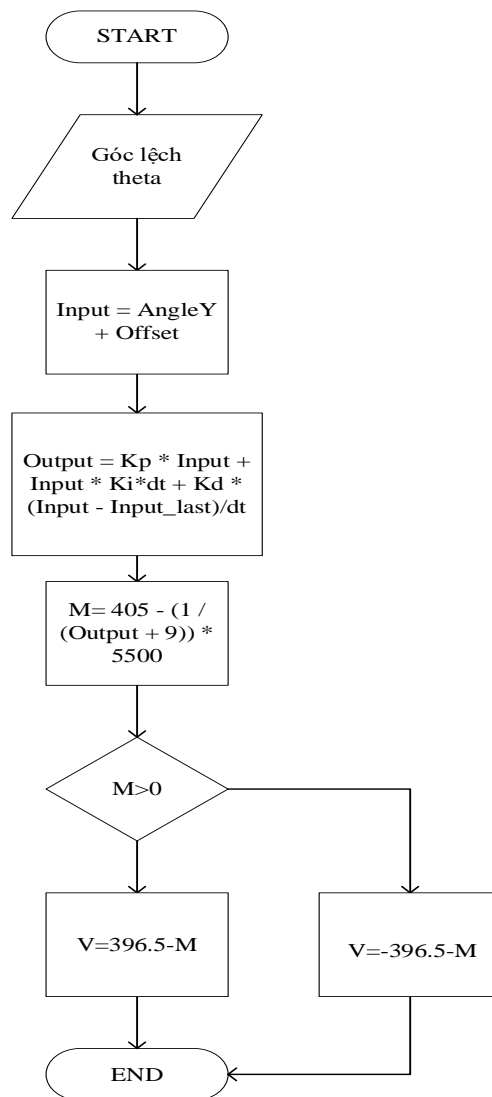 START
Góc lệch
theta
Input = AngleY
+ Offset
Output = Kp * Input +
Input * Ki*dt + Kd *
(Input - Input_last)/dt
M= 405 - (1 /
(Output + 9)) *
5500
M>0
V=396.5-M
V=-396.5-M
END